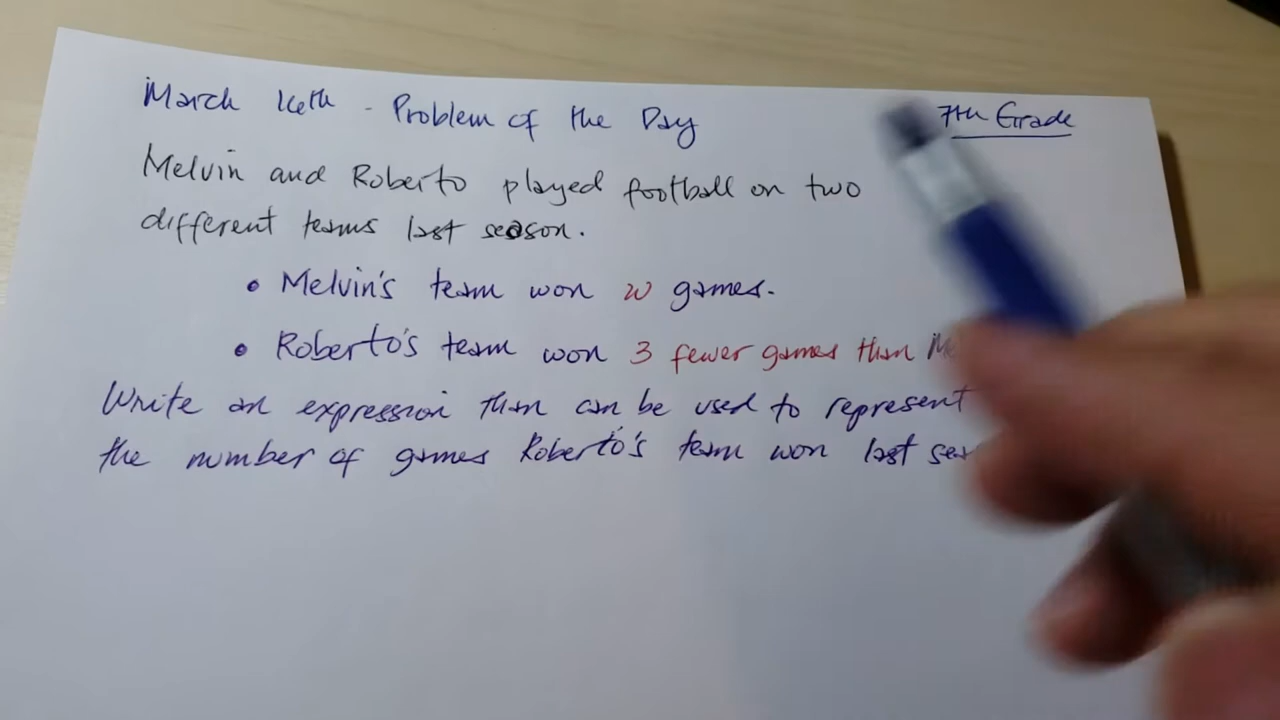 March 16th - Problem of the Day
7th Grade
Melvin and Roberto played football on two
different teams last season.
• Melvin's team won w games.
• Roberto's team won 3 fewer games than
Write an expression than can be used to represent
the number of games Roberto's team won last